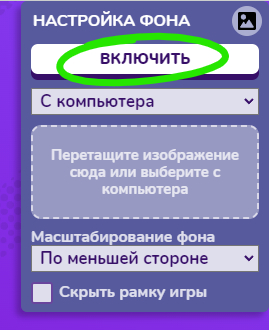 НАСТРОЙКА ФОНА
ВКЛЮЧИТЬ
С компьютера
Перетащите изображение
сюда или выберите с
компьютера
Масштабирование фона
По меньшей стороне
Скрыть рамку игры